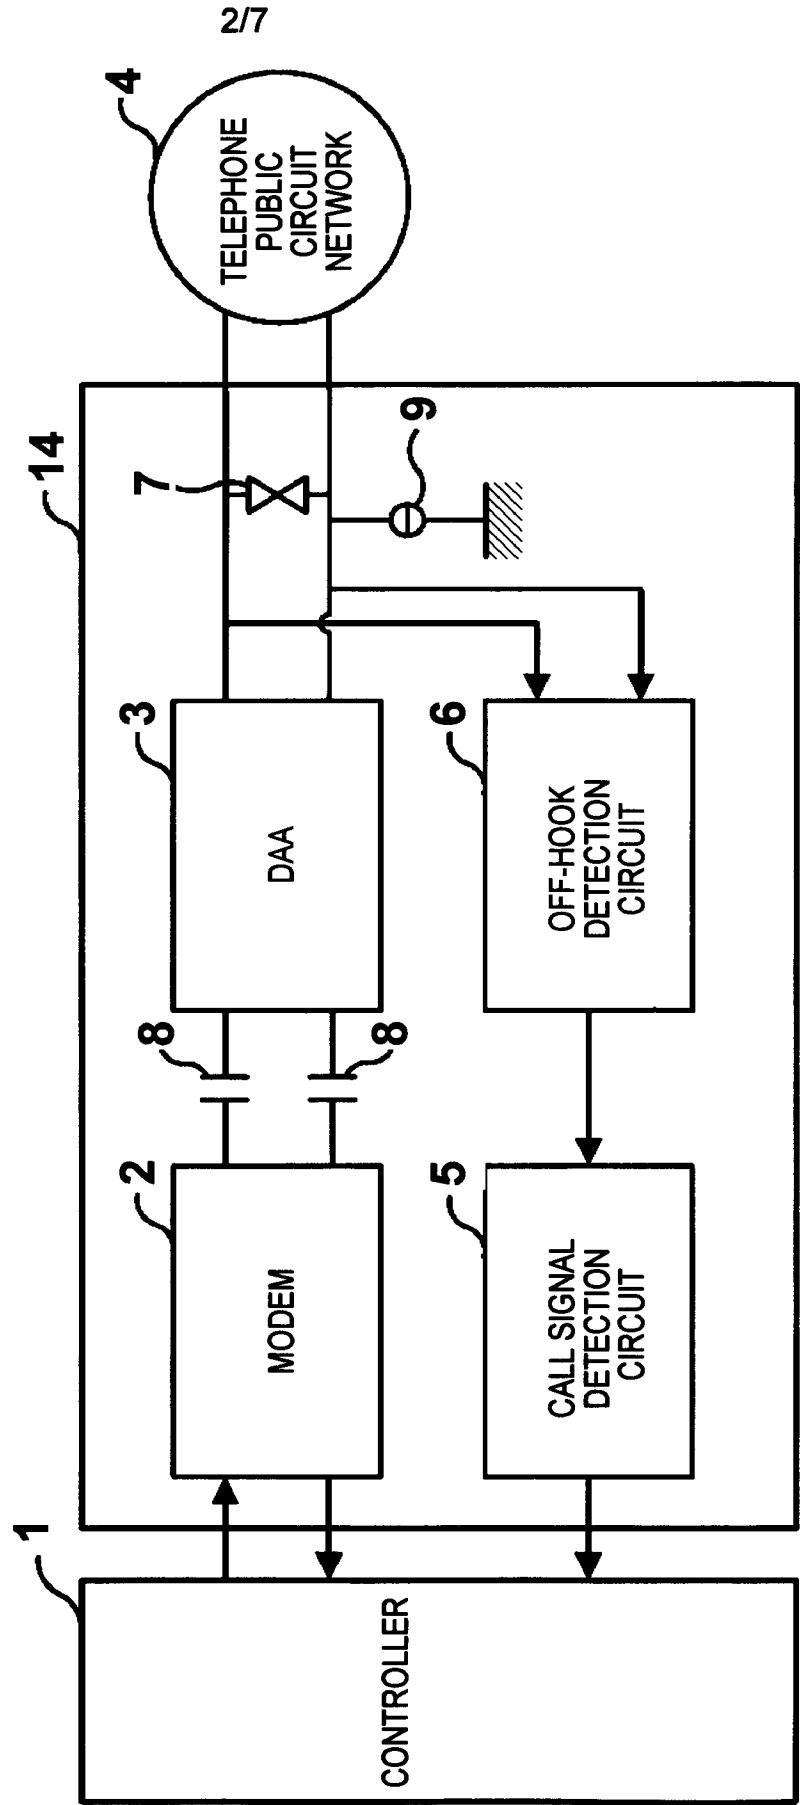 2/7
4
TELEPHONE
PUBLIC
CIRCUIT
NETWORK
14
7
9
3
DAA
6
OFF-HOOK
DETECTION
CIRCUIT
8
8
2
MODEM
5
CALL SIGNAL
DETECTION
CIRCUIT
1
CONTROLLER